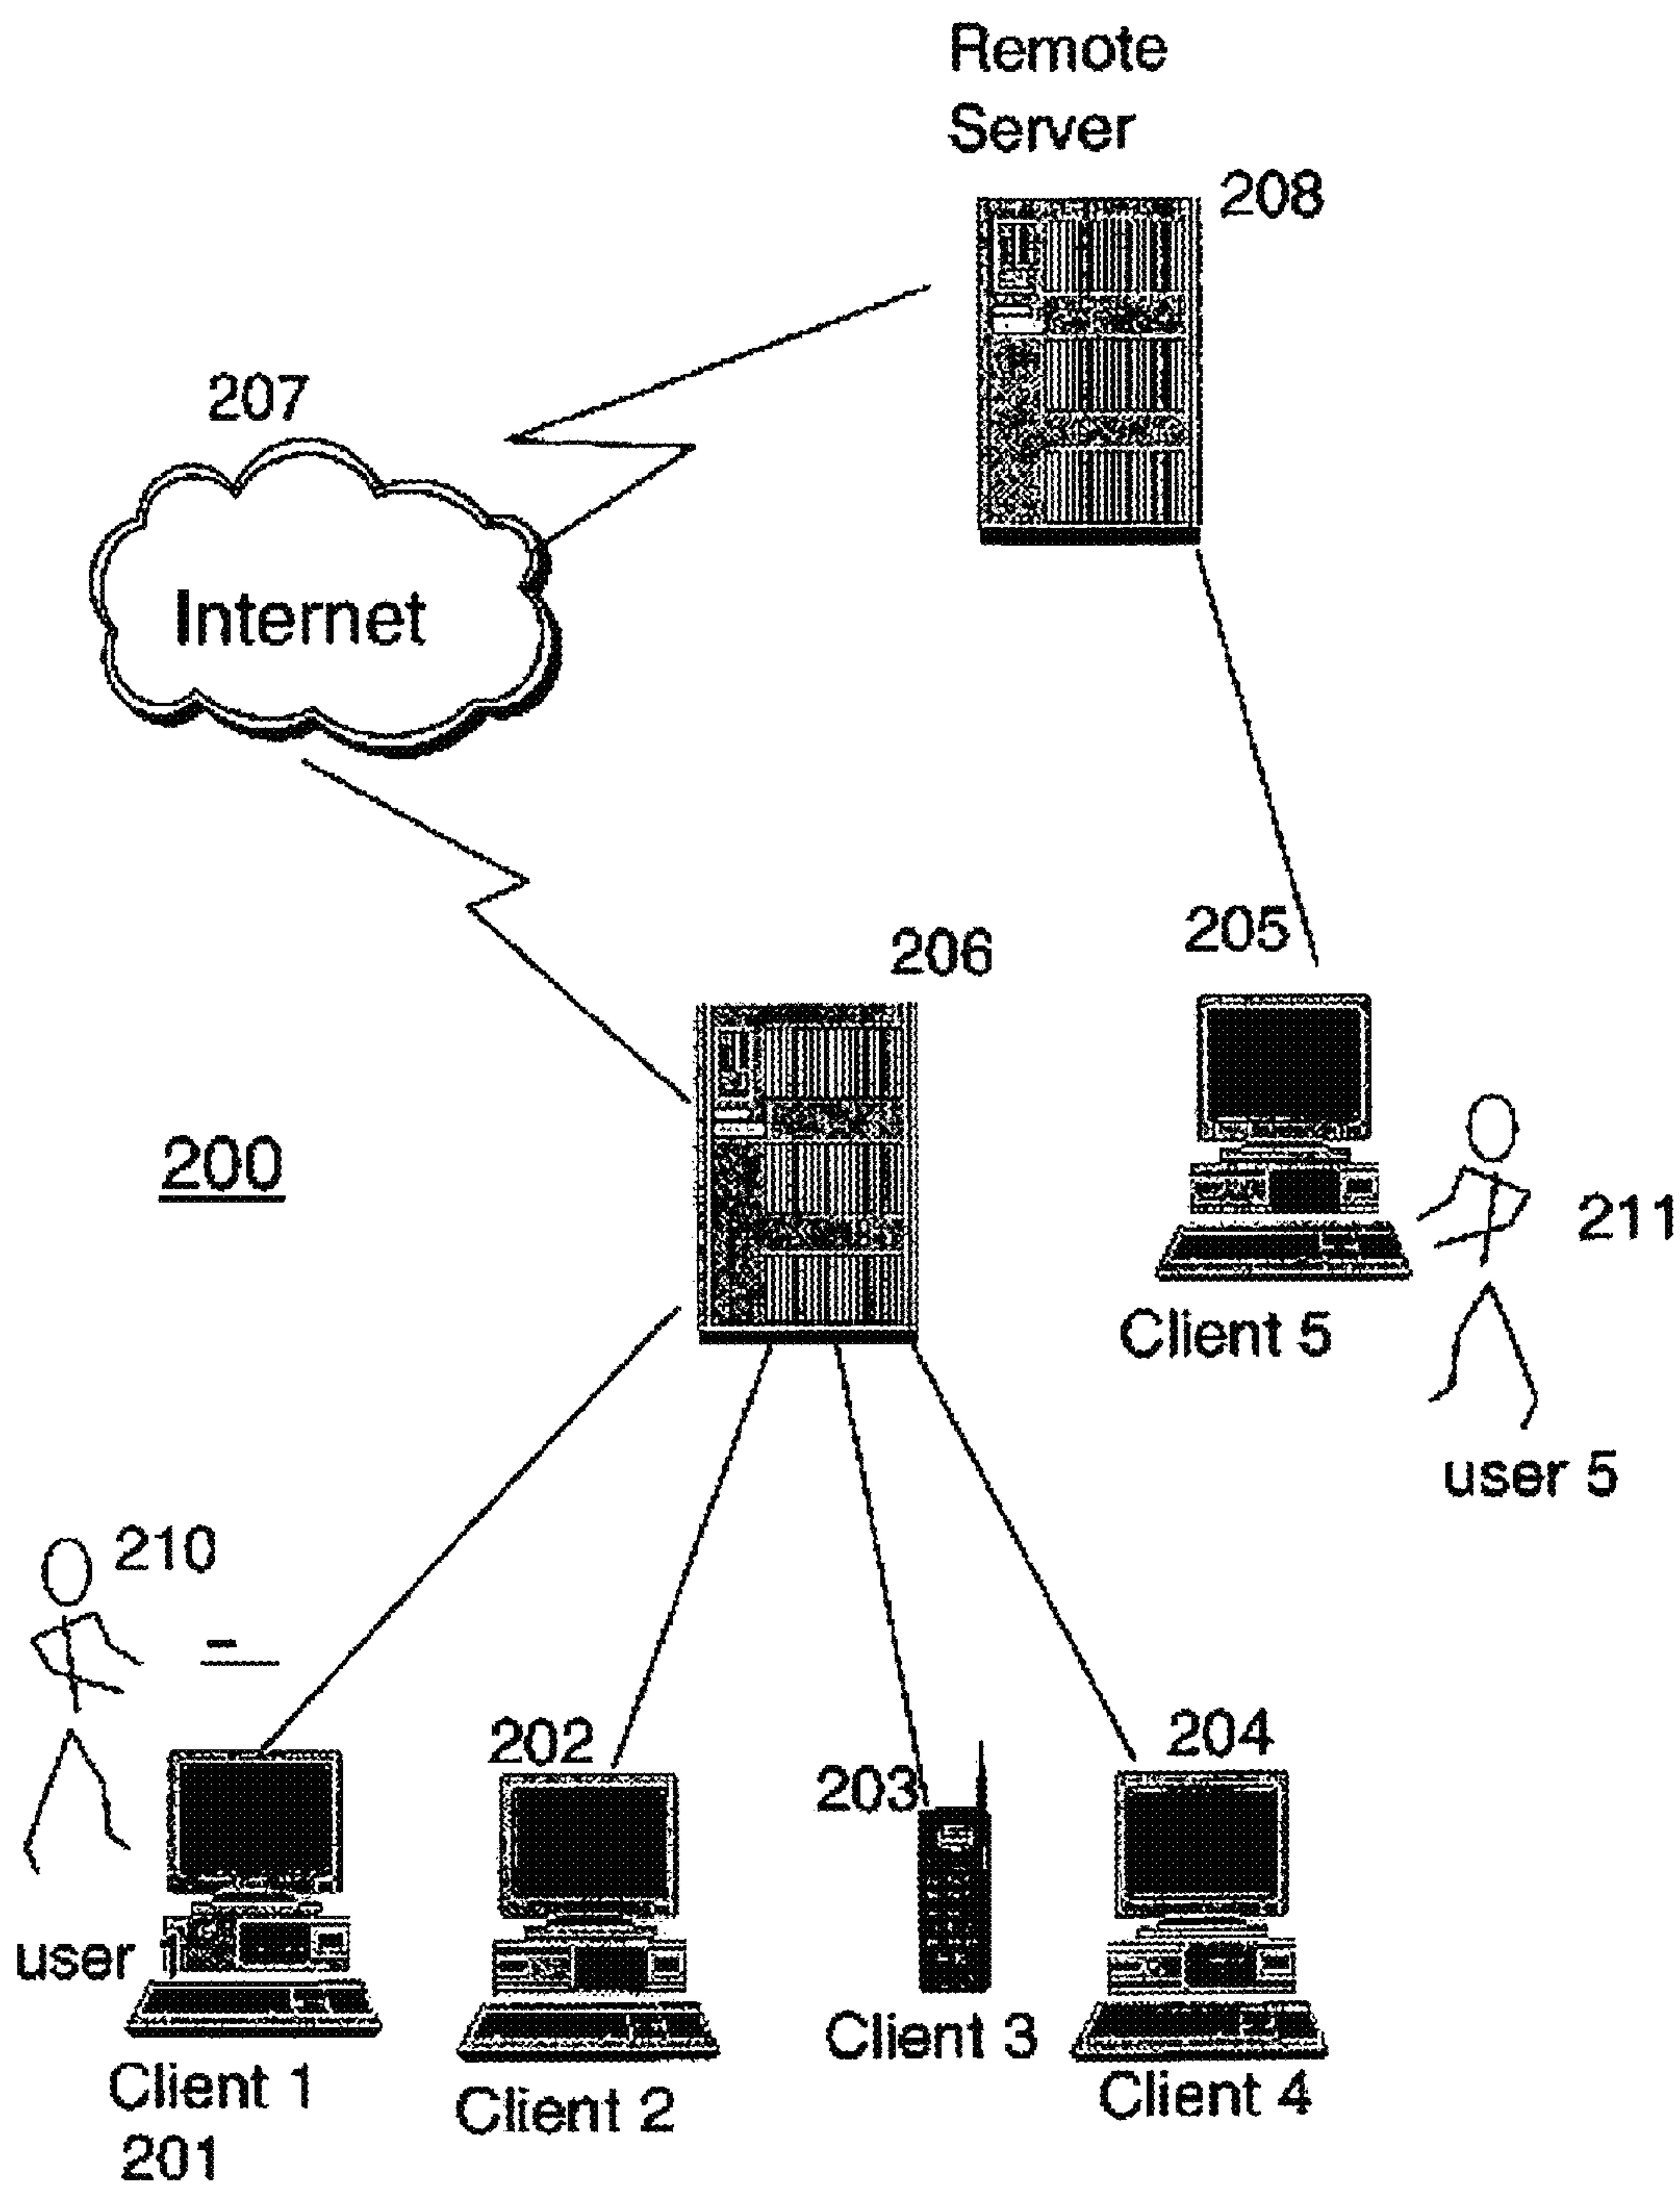 Remote
Server
208
207
Internet
206
205
200
211
Client 5
user 5
210
202
204
203
user 1
Client 3
Client 1
Client 2
Client 4
201